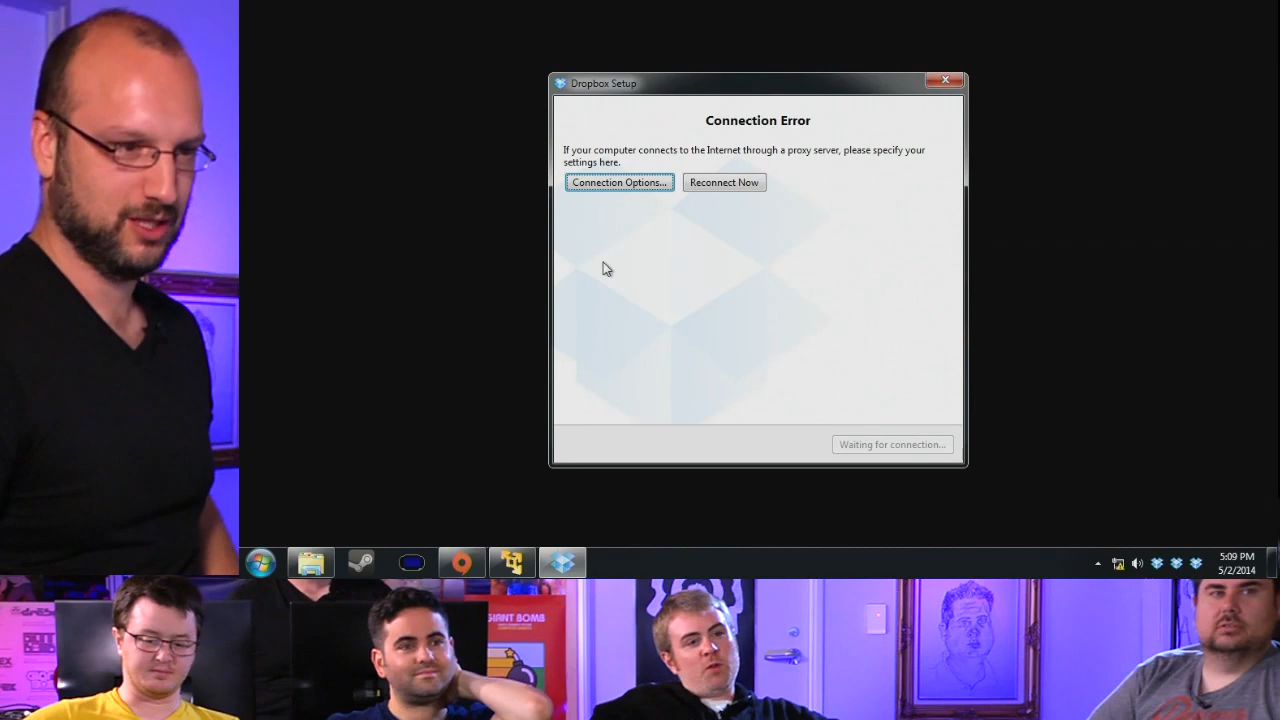 Dropbox Setup
Connection Error
If your computer connects to the Internet through a proxy server, please specify your
settings here.
Connection Options...
Reconnect Now
Waiting for connection...
5:09 PM
5/2/2014
GIANT BOMB